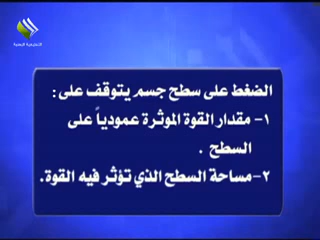 الضغط على سطح جسم يتوقف على :
١- مقدار القوة الموثرة عمودياً على
السطح .
٢- مساحة السطح الذي تؤثر فيه القوة.